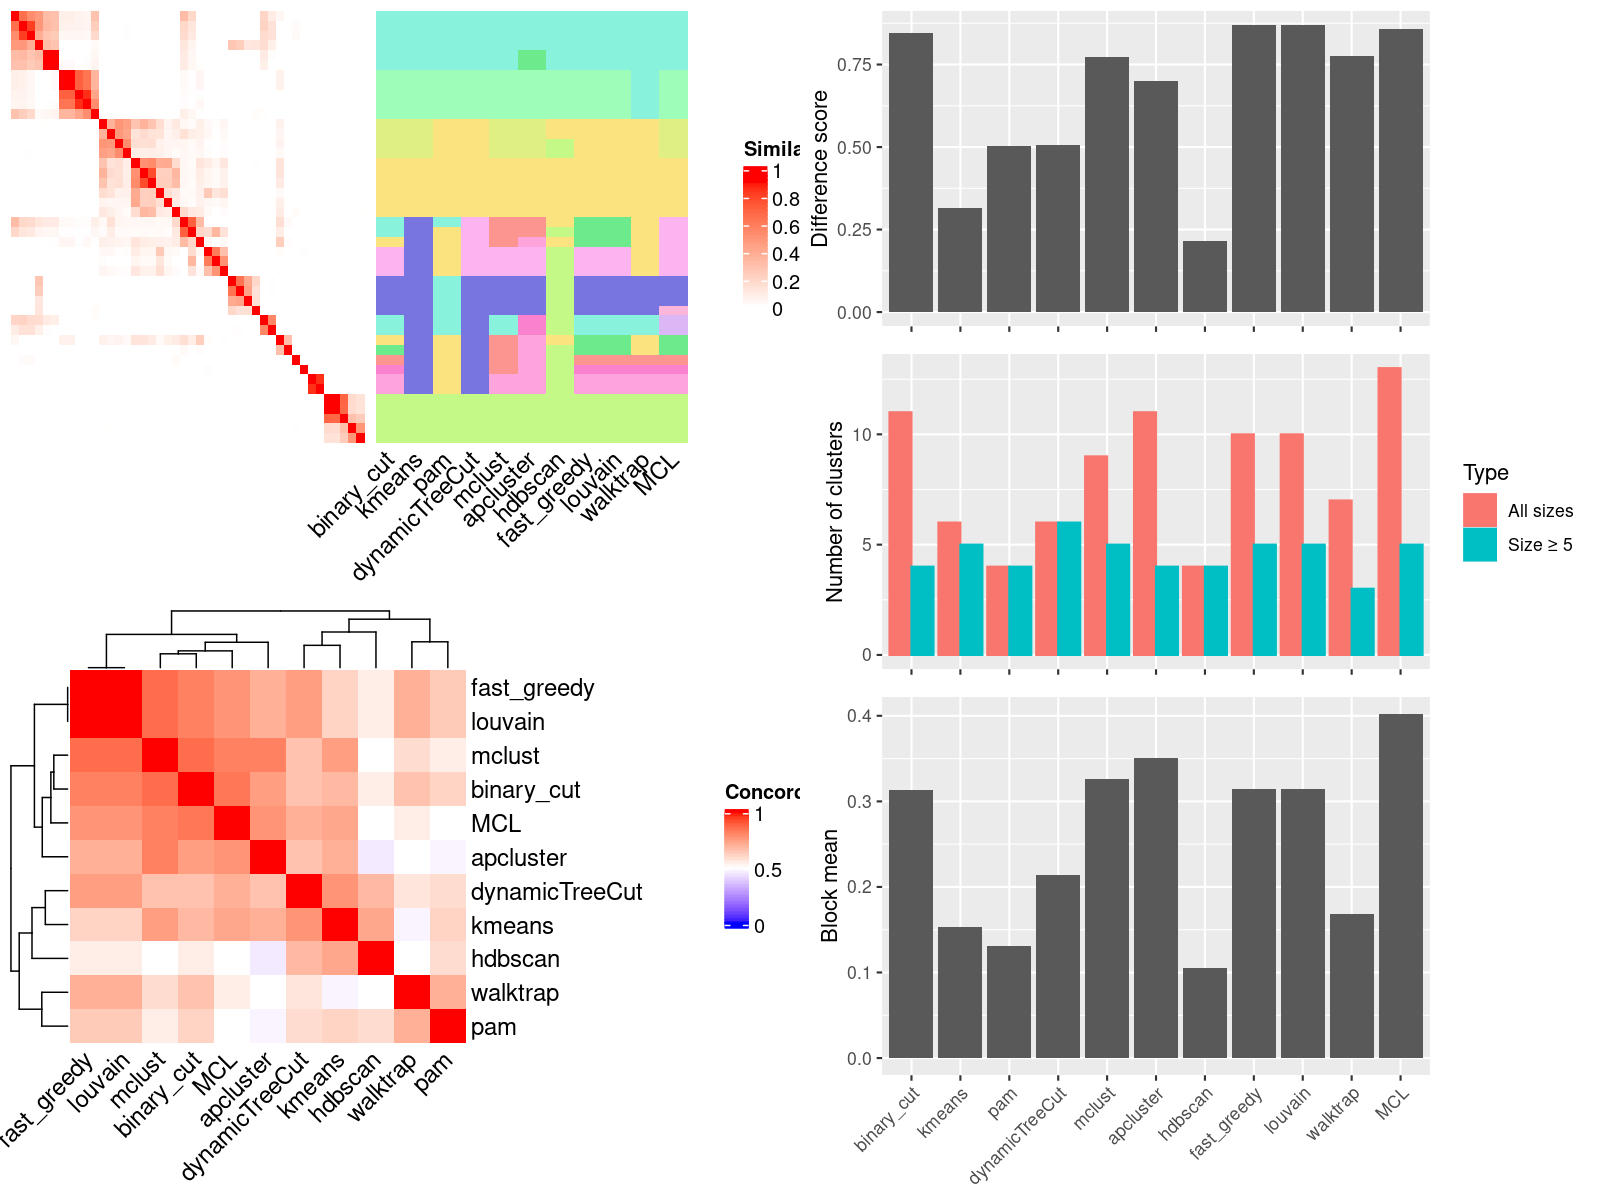 Simila
1
0.8
0.6
0.4
0.2
0
binary_cut
kmeans
pam
dynamicTreeCut
mclust
apcluster
hdbscan
fast_greedy
louvain
walktrap
MCL
fast_greedy
louvain
mclust
binary_cut
MCL
apcluster
dynamicTreeCut
kmeans
hdbscan
walktrap
pam
fast_greedy
louvain
mclust
binary_cut
MCL
apcluster
dynamicTreeCut
kmeans
hdbscan
walktrap
pam
Concord
1
0.5
0
Difference score
0.75
0.50
0.25
0.00
Number of clusters
10
5
0
Type
All sizes
Size ≥ 5
Block mean
0.4
0.3
0.2
0.1
0.0
binary_cut
kmeans
pam
dynamicTreeCut
mclust
apcluster
hdbscan
fast_greedy
louvain
walktrap
MCL